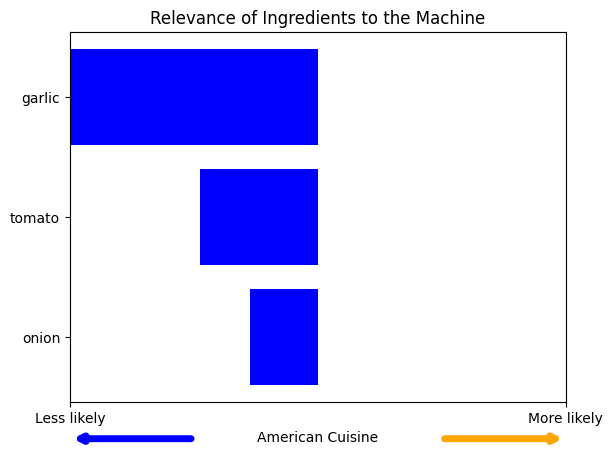 Relevance of Ingredients to the Machine
garlic
tomato
onion
Less likely
More likely
American Cuisine